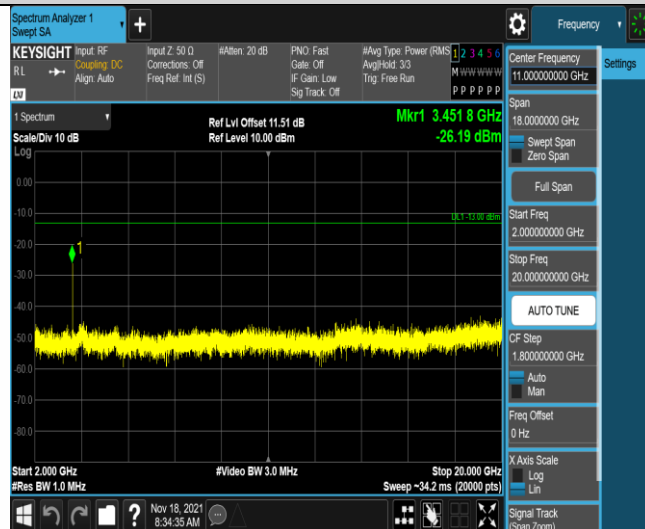 Spectrum Analyzer 1
Swept SA
Frequency
KEYSIGHT
R L
LXI
Input: RF
Coupling: DC
Align: Auto
Input Z: 50 Ω
Corrections: Off
Freq Ref: Int (S)
#Atten: 20 dB
PNO: Fast
Gate: Off
IF Gain: Low
Sig Track: Off
#Avg Type: Power (RMS
Avg|Hold: 3/3
Trig: Free Run
1 2 3 4 5 6
M W W W W W
P P P P P P
1 Spectrum
Scale/Div 10 dB
Log
Ref Lvl Offset 11.51 dB
Ref Level 10.00 dBm
Mkr1 3.451 8 GHz
-26.19 dBm
0.00
-10.0
DL1 -13.00 dBm
-20.0
1
-30.0
-40.0
-50.0
-60.0
-70.0
-80.0
Start 2.000 GHz
#Res BW 1.0 MHz
#Video BW 3.0 MHz
Stop 20.000 GHz
Sweep ~34.2 ms (20000 pts)
Nov 18, 2021
8:34:35 AM
Center Frequency
11.000000000 GHz
Settings
Span
18.0000000 GHz
Swept Span
Zero Span
Full Span
Start Freq
2.000000000 GHz
Stop Freq
20.000000000 GHz
AUTO TUNE
CF Step
1.800000000 GHz
Auto
Man
Freq Offset
0 Hz
X Axis Scale
Log
Lin
Signal Track
(Span Zoom)